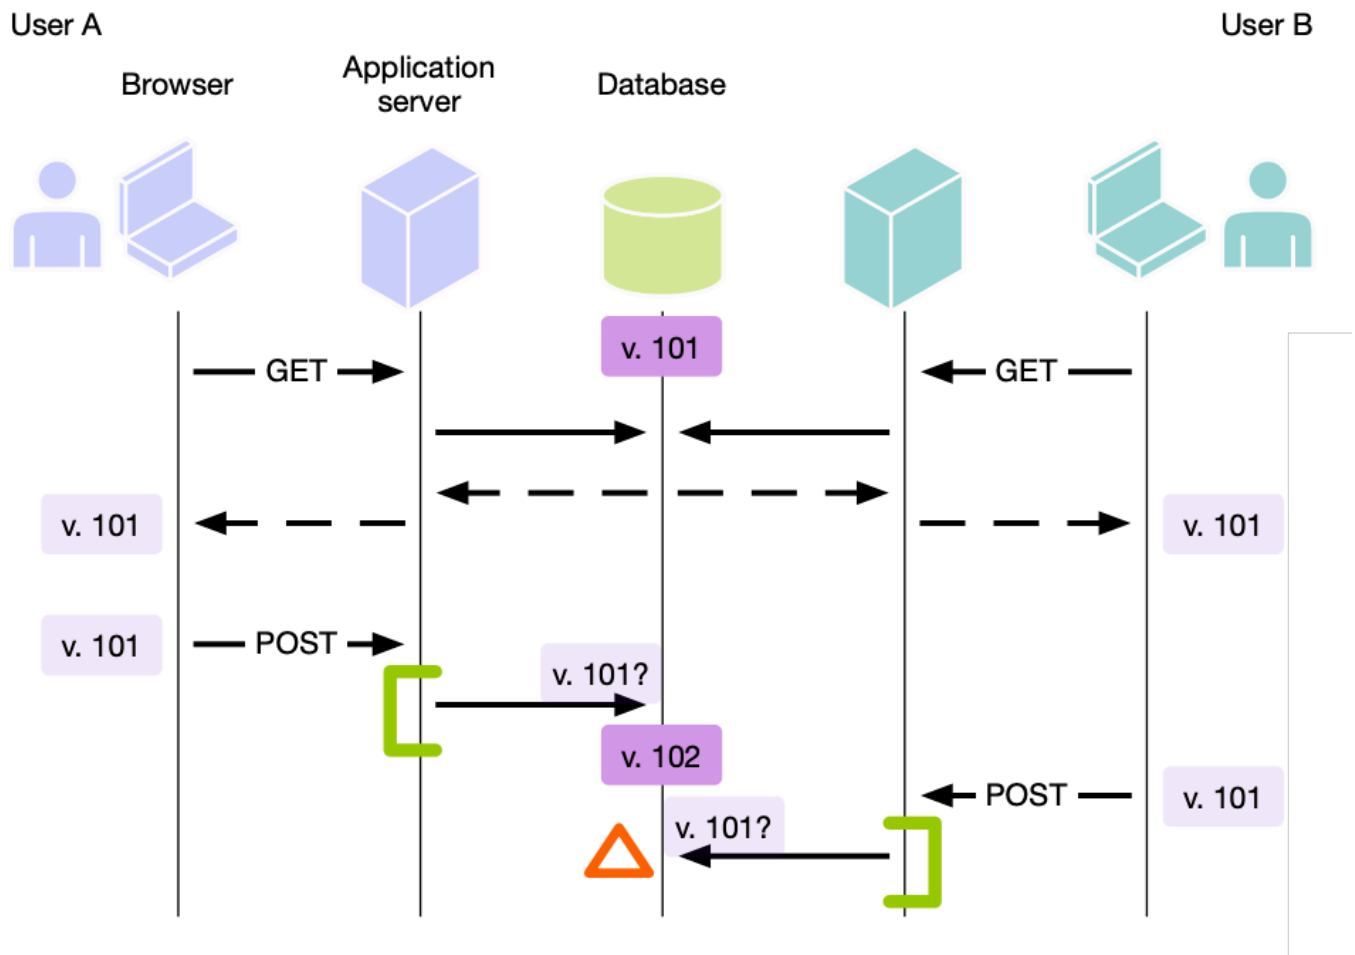 User A
User B
Browser
Application
server
Database
v. 101
GET
GET
v. 101
v. 101
v. 101
POST
v. 101?
v. 102
POST
v. 101
v. 101?